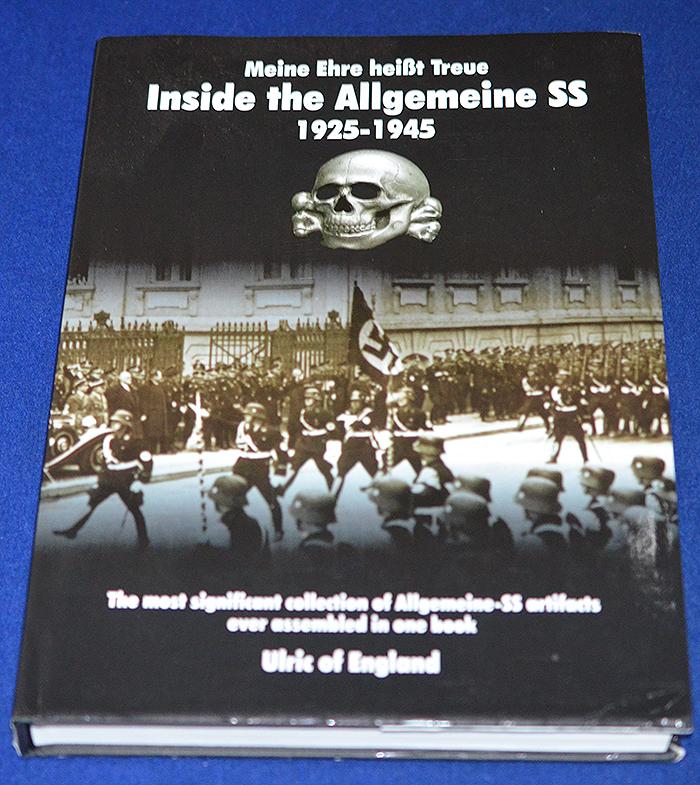 Meine Ehre heißt Treue
Inside the Allgemeine SS
1925-1945
The most significant collection of Allgemeine-SS artifacts
ever assembled in one book
Ulric of England